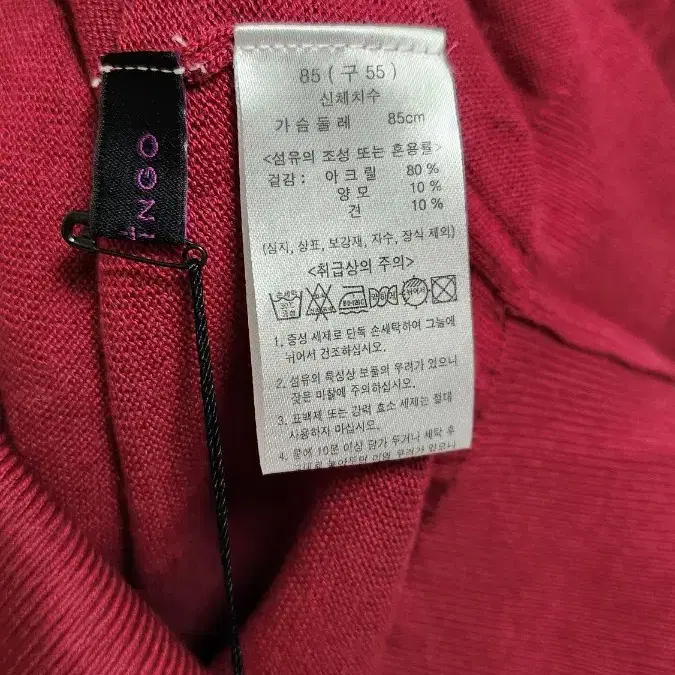 INGO
85 ( 구 55 )
신체치수
가슴둘레 85cm
<섬유의 조성 또는 혼용률>
겉감 : 아크릴 80 %
양모 10 %
견 10 %
(심지, 상표, 보강재, 자수, 장식 제외)
<취급상의 주의>
1. 중성 세제로 단독 손세탁하여 그늘에
뉘어서 건조하십시오.
2. 섬유의 특성상 보풀의 우려가 있으니
잦은 마찰에 주의하십시오.
3. 표백제 또는 강력 효소 세제는 절대
사용하지 마십시오.
4. 물에 10분 이상 담가 두거나 세탁 후
우려가 있으니